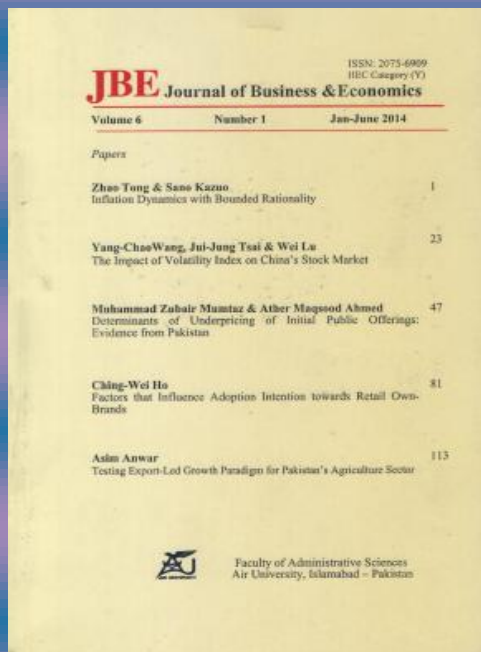 ISSN: 2075-6909
HEC Category (Y)
JBE Journal of Business & Economics
Volume 6 Number 1 Jan-June 2014
Papers
Zhao Tong & Sano Kazuo 1
Inflation Dynamics with Bounded Rationality
Yang-ChaoWang, Jui-Jung Tsai & Wei Lu 23
The Impact of Volatility Index on China's Stock Market
Muhammad Zubair Mumtaz & Ather Maqsood Ahmed 47
Determinants of Underpricing of Initial Public Offerings:
Evidence from Pakistan
Ching-Wei Ho 81
Factors that Influence Adoption Intention towards Retail Own-
Brands
Asim Anwar 113
Testing Export-Led Growth Paradigm for Pakistan's Agriculture Sector
AU
AIR UNIVERSITY
Faculty of Administrative Sciences
Air University, Islamabad – Pakistan